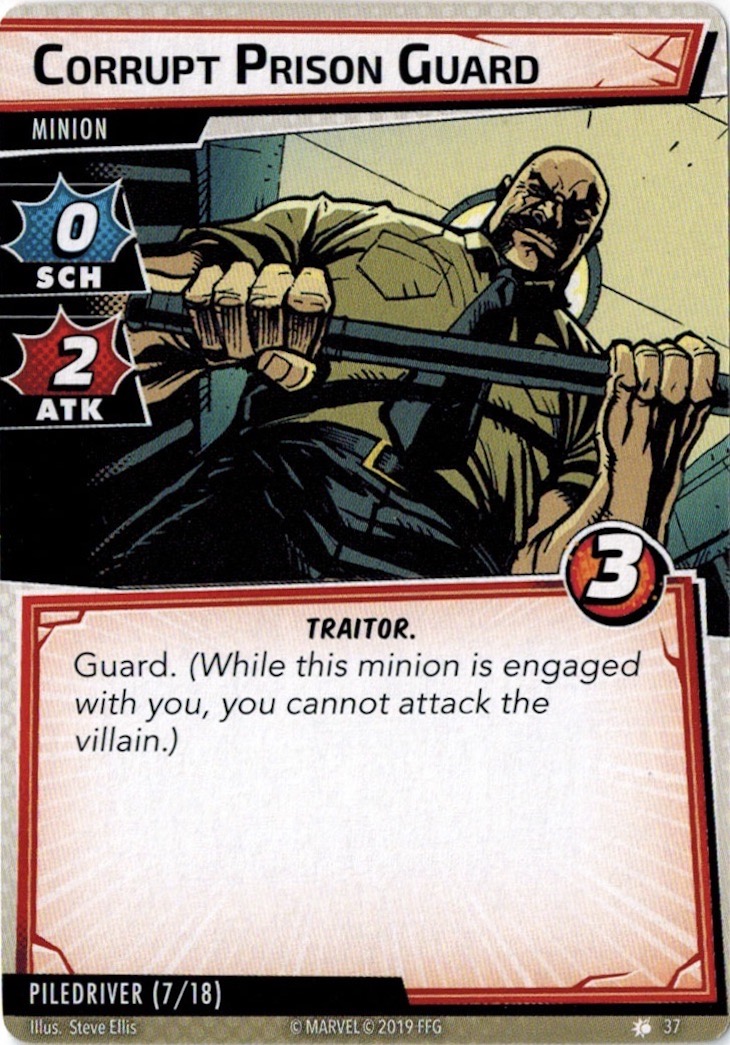 CORRUPT PRISON GUARD
MINION
0
SCH
2
ATK
3
TRAITOR.
Guard. (While this minion is engaged
with you, you cannot attack the
villain.)
PILEDRIVER (7/18)
Illus. Steve Ellis © MARVEL © 2019 FFG 37